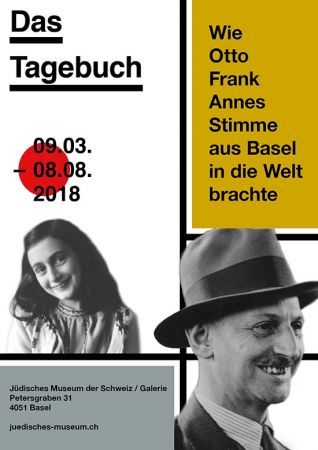 Das
Tagebuch
Wie
Otto
Frank
Annes
Stimme
aus Basel
in die Welt
brachte
09.03.
– 08.08.
2018
Jüdisches Museum der Schweiz / Galerie
Petersgraben 31
4051 Basel
juedisches-museum.ch